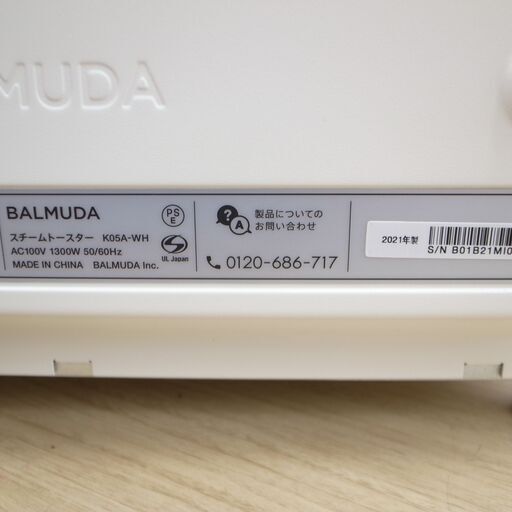 MUDA
BALMUDA
スチームトースター K05A-WH
AC100V 1300W 50/60Hz
MADE IN CHINA BALMUDA Inc.
PS
E
UL Japan
?
A
製品についての
お問い合わせ
0120-686-717
2021年製
S/N B01B21MI0